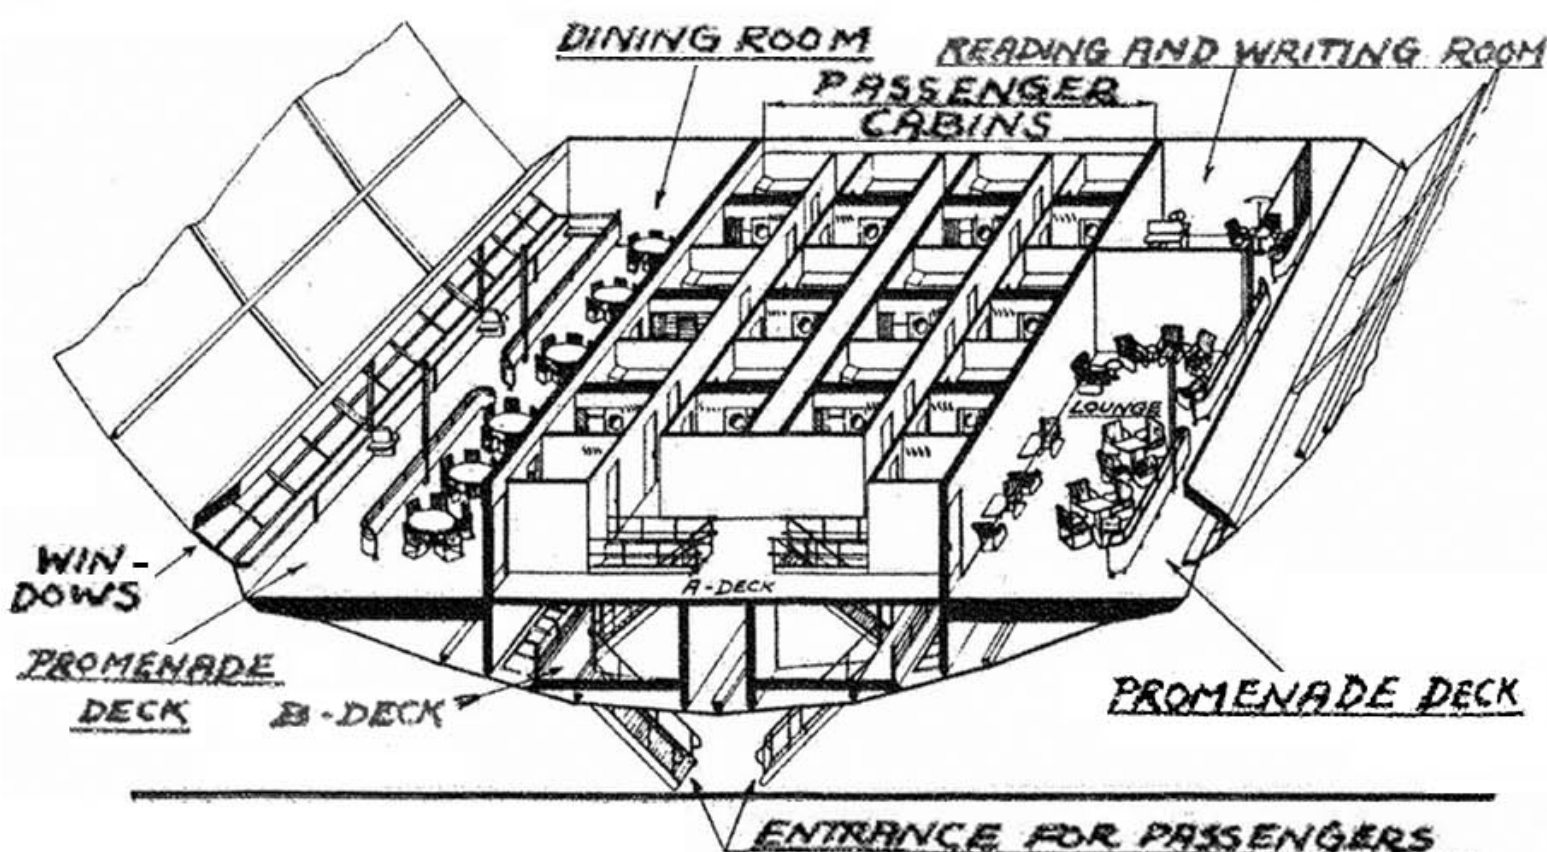 DINING ROOM
READING AND WRITING ROOM
PASSENGER
CABINS
LOUNGE
WIN-
DOWS
A-DECK
PROMENADE
DECK
B-DECK
PROMENADE DECK
ENTRANCE FOR PASSENGERS